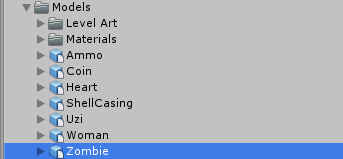 Models
Level Art
Materials
Ammo
Coin
Heart
ShellCasing
Uzi
Woman
Zombie